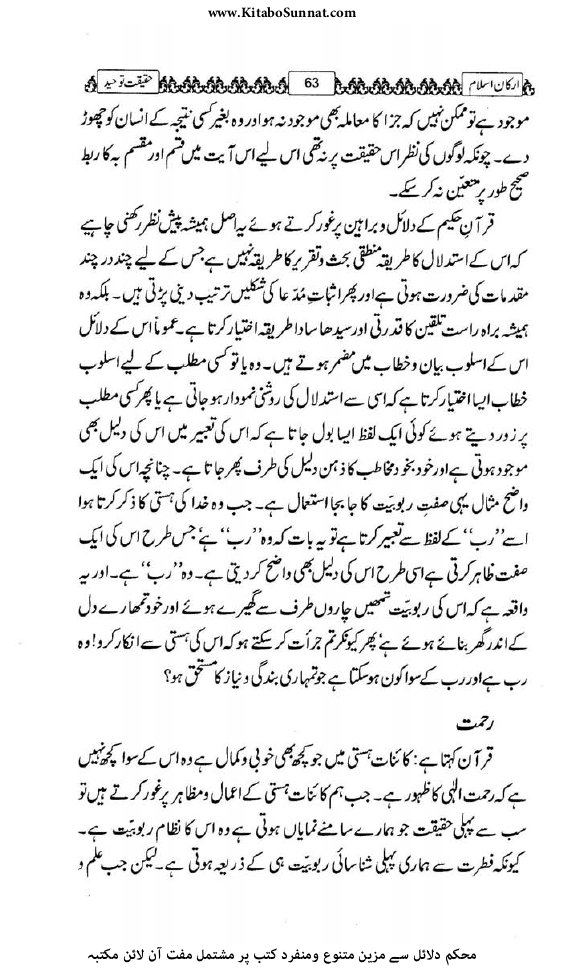 www.KitaboSunnat.com
ارکان اسلام 63 حقیقت توحید
موجود ہے تو ممکن نہیں کہ جزا کا معاملہ بھی موجود نہ ہو اور وہ بغیر کسی نتیجہ کے انسان کو چھوڑ
دے۔ چونکہ لوگوں کی نظر اس حقیقت پر نہ تھی اس لیے اس آیت میں قسم اور مقسم بہ کا ربط
صحیح طور پر متعین نہ کر سکے۔
قرآن حکیم کے دلائل و براہین پر غور کرتے ہوئے یہ اصل ہمیشہ پیش نظر رکھنی چاہیے
کہ اس کے استدلال کا طریقہ منطقی بحث و تقریر کا طریقہ نہیں ہے جس کے لیے چند در چند
مقدمات کی ضرورت ہوتی ہے اور پھر اثبات مُدّعا کی شکلیں ترتیب دینی پڑتی ہیں۔ بلکہ وہ
ہمیشہ براہ راست تلقین کا قدرتی اور سیدھا سادا طریقہ اختیار کرتا ہے۔ عموماً اس کے دلائل
اس کے اسلوب بیان و خطاب میں مضمر ہوتے ہیں۔ وہ یا تو کسی مطلب کے لیے اسلوب
خطاب ایسا اختیار کرتا ہے کہ اسی سے استدلال کی روشنی نمودار ہو جاتی ہے یا پھر کسی مطلب
پر زور دیتے ہوئے کوئی ایک لفظ ایسا بول جاتا ہے کہ اس کی تعبیر میں اس کی دلیل بھی
موجود ہوتی ہے اور خود بخود مخاطب کا ذہن دلیل کی طرف پھر جاتا ہے۔ چنانچہ اس کی ایک
واضح مثال یہی صفتِ ربوبیت کا جا بجا استعمال ہے۔ جب وہ خدا کی ہستی کا ذکر کرتا ہوا
اسے ’’رب‘‘ کے لفظ سے تعبیر کرتا ہے تو یہ بات کہ وہ ’’رب‘‘ ہے‘ جس طرح اس کی ایک
صفت ظاہر کرتی ہے اسی طرح اس کی دلیل بھی واضح کر دیتی ہے۔ وہ ’’رب‘‘ ہے۔ اور یہ
واقعہ ہے کہ اس کی ربوبیت تمھیں چاروں طرف سے گھیرے ہوئے اور خود تمھارے دل
کے اندر گھر بنائے ہوئے ہے‘ پھر کیونکر تم جرأت کر سکتے ہو کہ اس کی ہستی سے انکار کرو! وہ
رب ہے اور رب کے سوا کون ہو سکتا ہے جو تمہاری بندگی و نیاز کا مستحق ہو؟
رحمت
قرآن کہتا ہے: کائنات ہستی میں جو کچھ بھی خوبی و کمال ہے وہ اس کے سوا کچھ نہیں
ہے کہ رحمت الٰہی کا ظہور ہے۔ جب ہم کائنات ہستی کے اعمال و مظاہر پر غور کرتے ہیں تو
سب سے پہلی حقیقت جو ہمارے سامنے نمایاں ہوتی ہے وہ اس کا نظام ربوبیت ہے۔
کیونکہ فطرت سے ہماری پہلی شناسائی ربوبیت ہی کے ذریعہ ہوتی ہے۔ لیکن جب علم و
محکم دلائل سے مزین متنوع ومنفرد کتب پر مشتمل مفت آن لائن مکتبہ